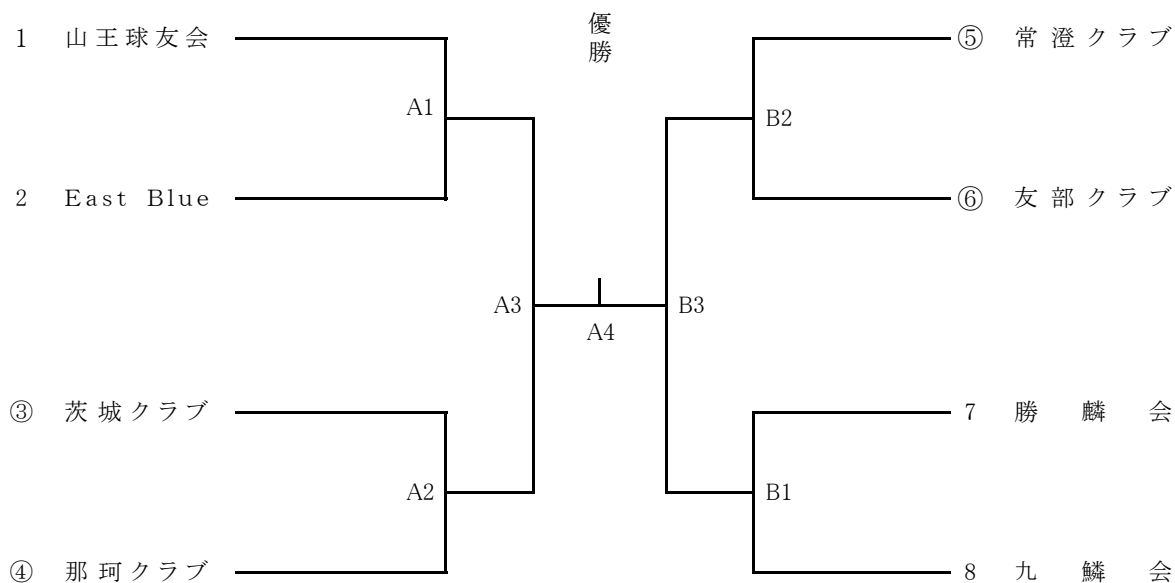 優勝
1 山王球友会
⑤ 常澄クラブ
A1
B2
2 East Blue
⑥ 友部クラブ
A3
B3
A4
③ 茨城クラブ
7 勝麟会
A2
B1
④ 那珂クラブ
8 九鱗会